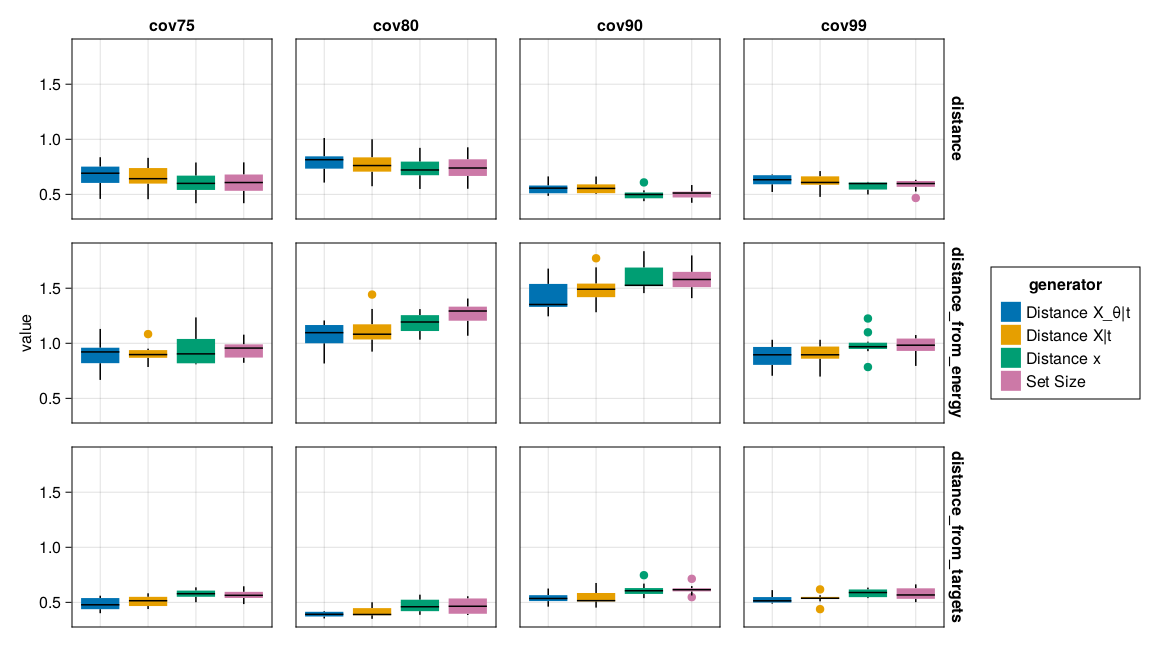 cov75 cov80 cov90 cov99
1.5
1.0
0.5
distance
value
1.5
1.0
0.5
distance_from_energy
1.5
1.0
0.5
distance_from_targets
generator
Distance X_θ|t
Distance X|t
Distance x
Set Size